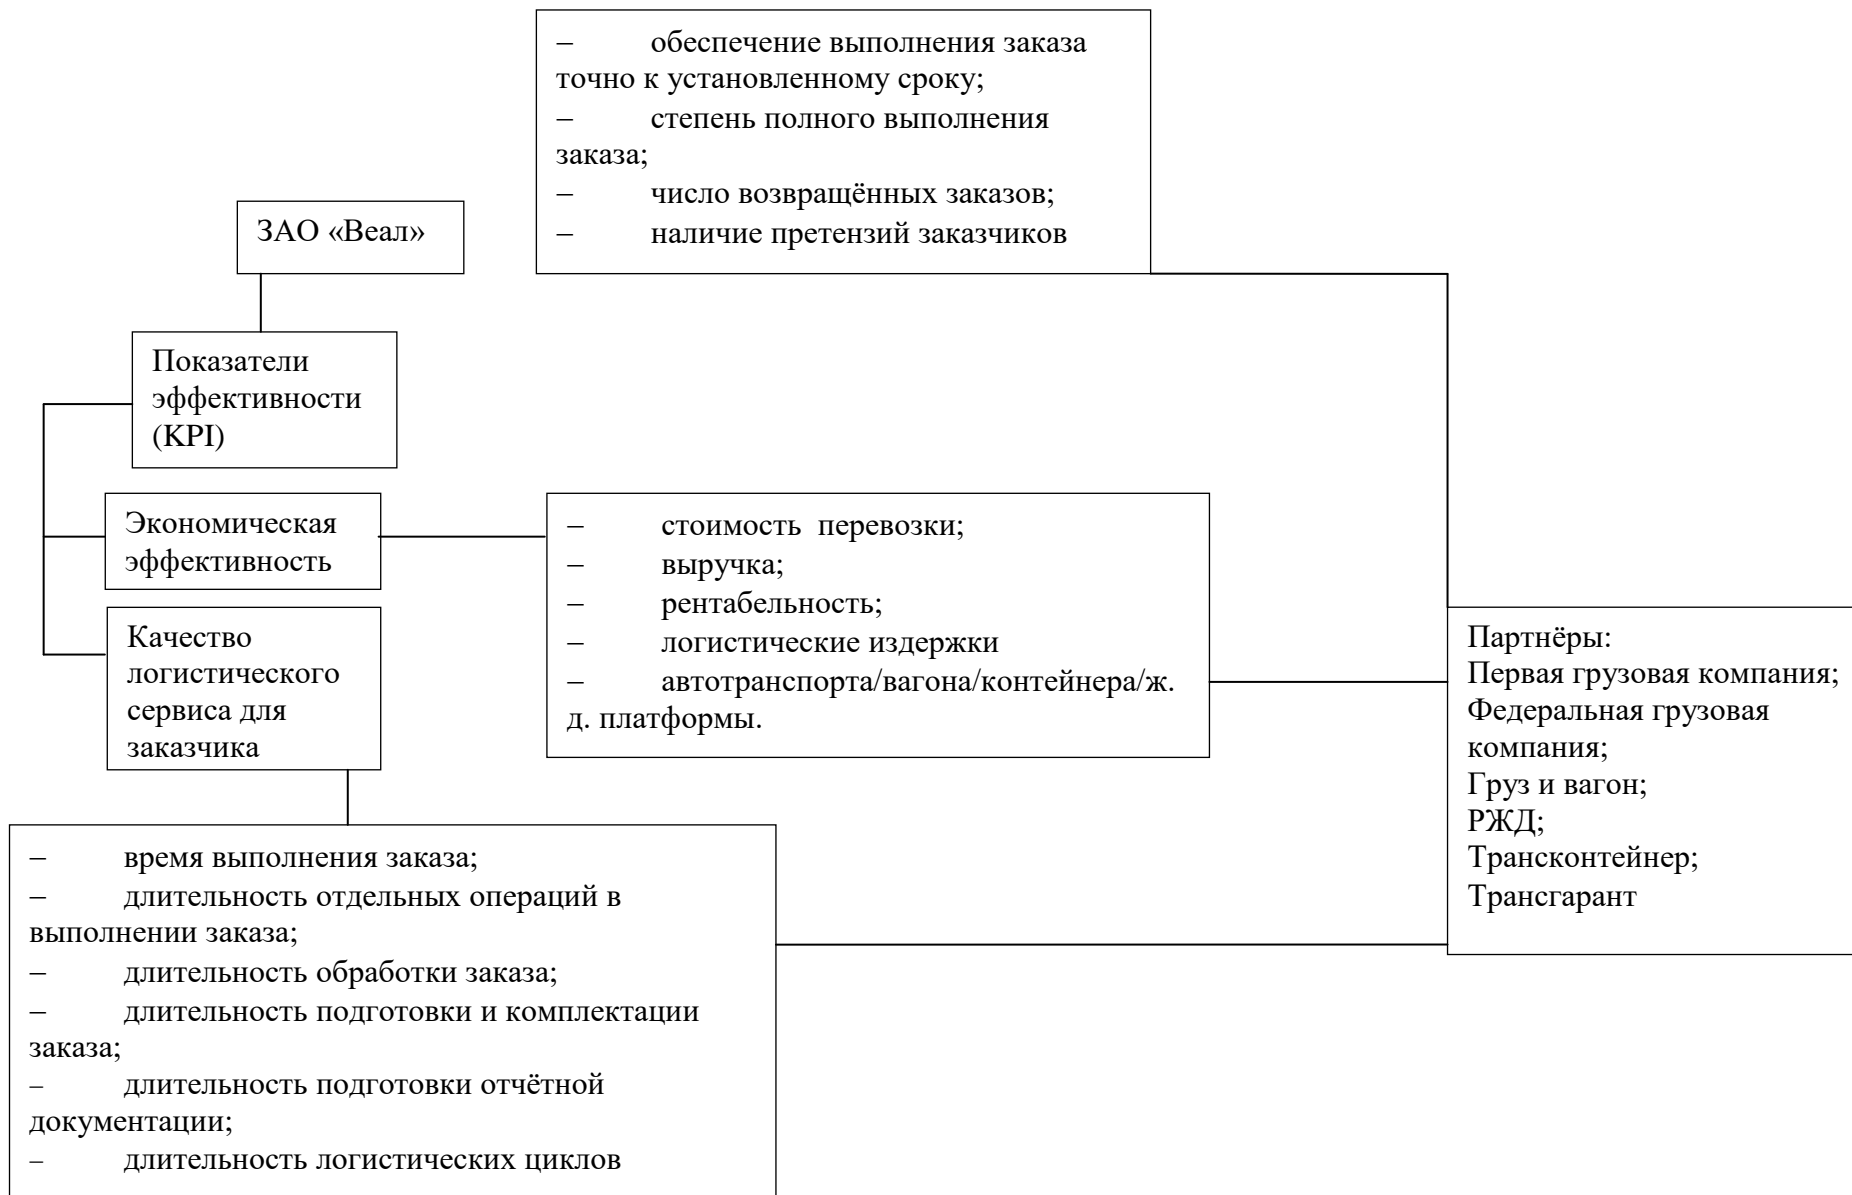 – обеспечение выполнения заказа
точно к установленному сроку;
– степень полного выполнения
заказа;
– число возвращённых заказов;
– наличие претензий заказчиков
ЗАО «Веал»
Показатели
эффективности
(KPI)
Экономическая
эффективность
– стоимость перевозки;
– выручка;
– рентабельность;
– логистические издержки
– автотранспорта/вагона/контейнера/ж.
д. платформы.
Качество
логистического
сервиса для
заказчика
Партнёры:
Первая грузовая компания;
Федеральная грузовая
компания;
Груз и вагон;
РЖД;
Трансконтейнер;
Трансгарант
– время выполнения заказа;
– длительность отдельных операций в
выполнении заказа;
– длительность обработки заказа;
– длительность подготовки и комплектации
заказа;
– длительность подготовки отчётной
документации;
– длительность логистических циклов